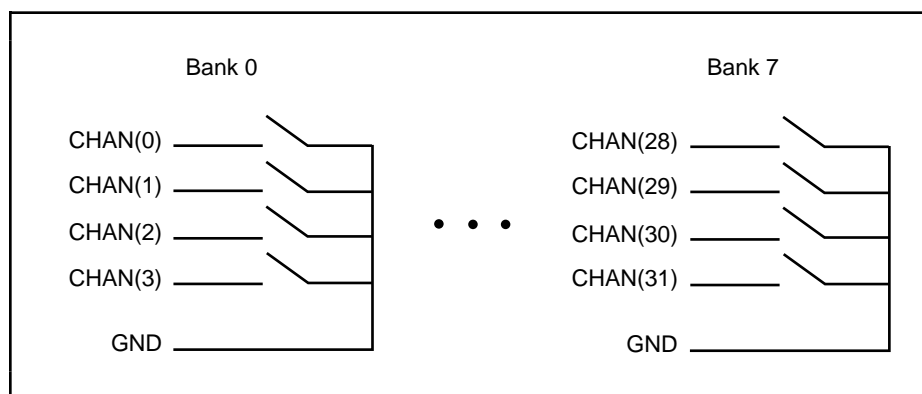 Bank 0
CHAN(0)
CHAN(1)
CHAN(2)
CHAN(3)
GND
Bank 7
CHAN(28)
CHAN(29)
CHAN(30)
CHAN(31)
GND